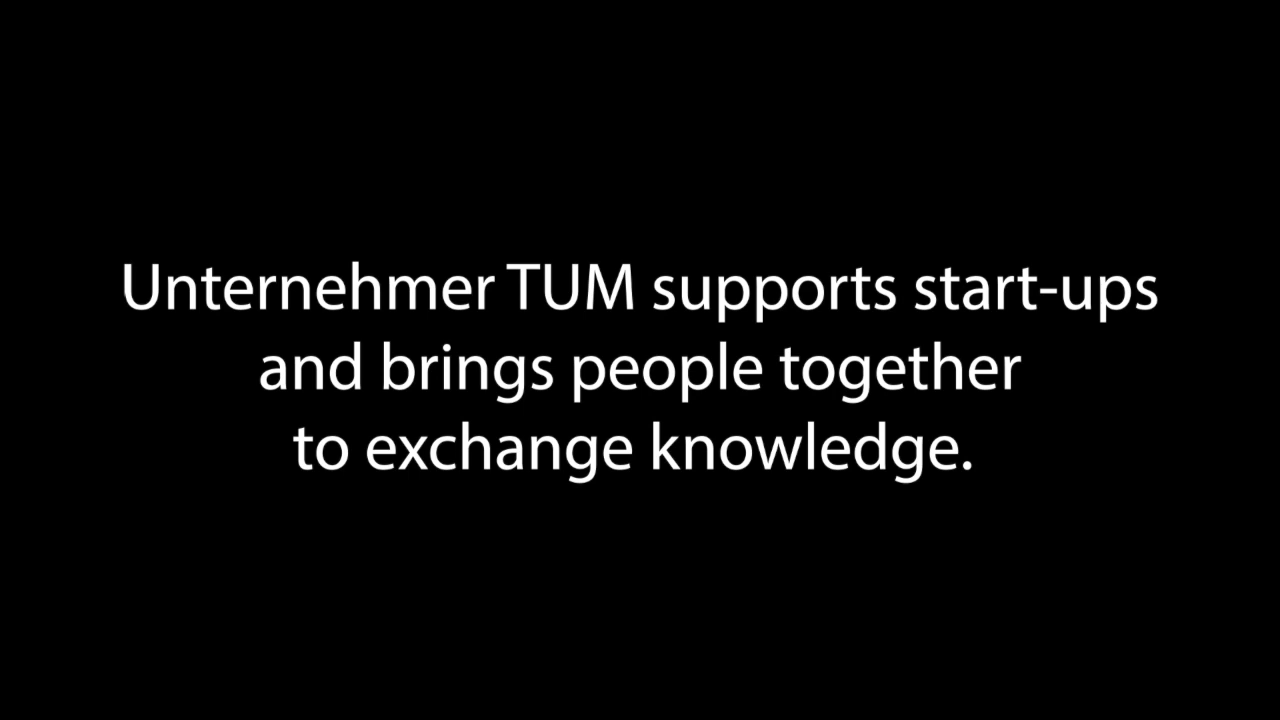 Unternehmer TUM supports start-ups
and brings people together
to exchange knowledge.